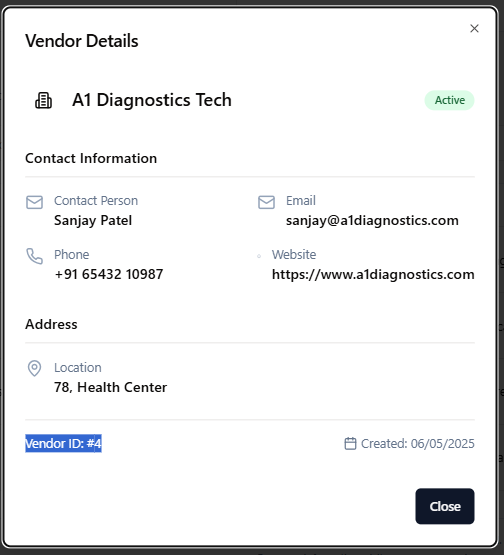 Vendor Details
A1 Diagnostics Tech
Active
Contact Information
Contact Person
Sanjay Patel
Email
sanjay@a1diagnostics.com
Phone
+91 65432 10987
Website
https://www.a1diagnostics.com
Address
Location
78, Health Center
Vendor ID: #4
Created: 06/05/2025
Close